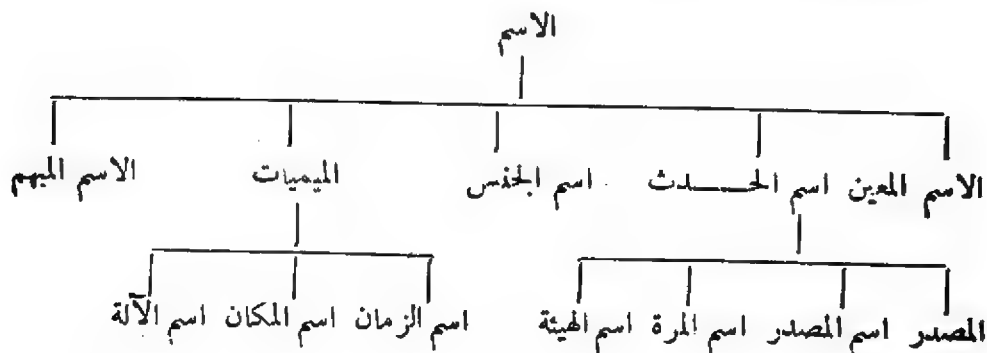 الاسم
الاسم المعين اسم الحـــدث اسم الجنس الميميات الاسم المبهم
المصدر اسم المصدر اسم المرة اسم الهيئة اسم الزمان اسم المكان اسم الآلة